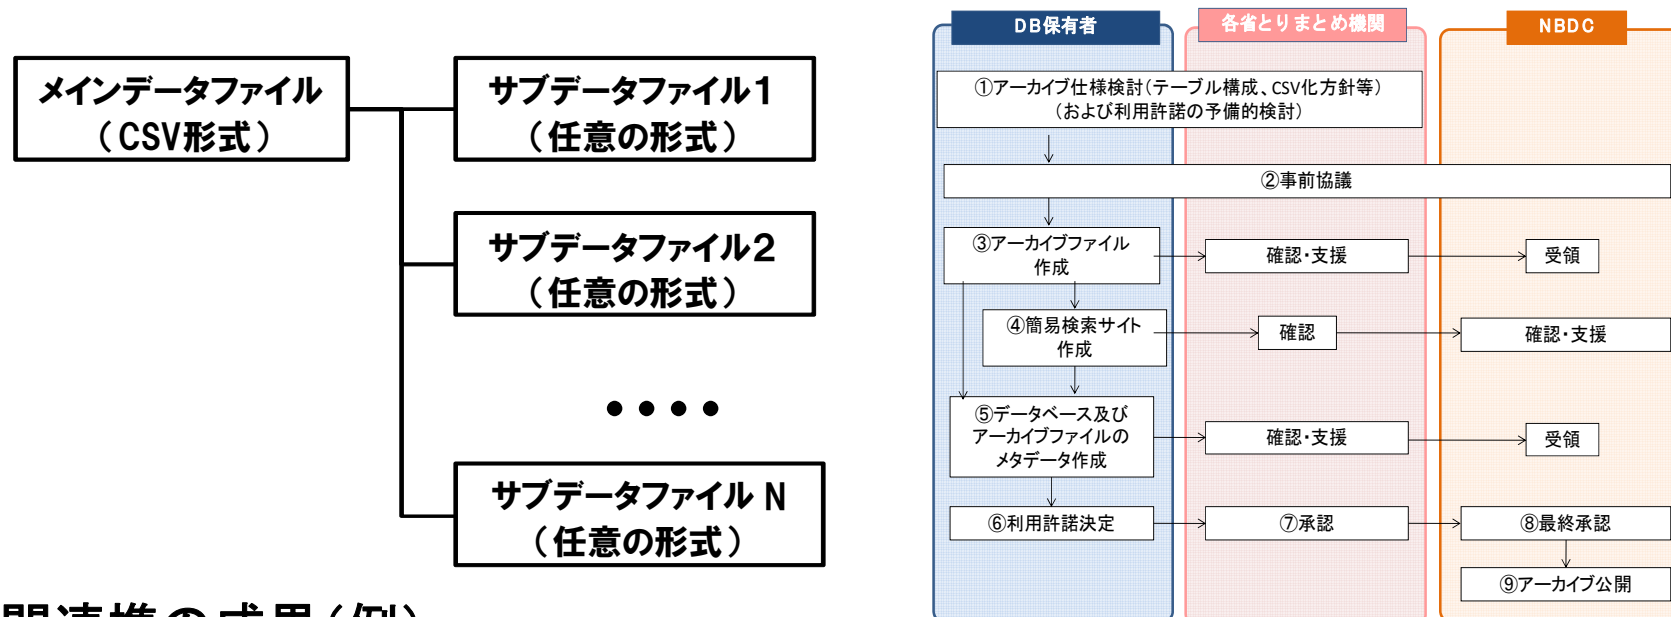 メインデータファイル
（CSV形式）
サブデータファイル1
（任意の形式）
サブデータファイル2
（任意の形式）
••••
サブデータファイル N
（任意の形式）
DB保有者
各省とりまとめ機関
NBDC
①アーカイブ仕様検討（テーブル構成、CSV化方針等）
（および利用許諾の予備的検討）
②事前協議
③アーカイブファイル
作成
確認・支援
受領
④簡易検索サイト
作成
確認
確認・支援
⑤データベース及び
アーカイブファイルの
メタデータ作成
確認・支援
受領
⑥利用許諾決定
⑦承認
⑧最終承認
⑨アーカイブ公開
関連携の成果（例）